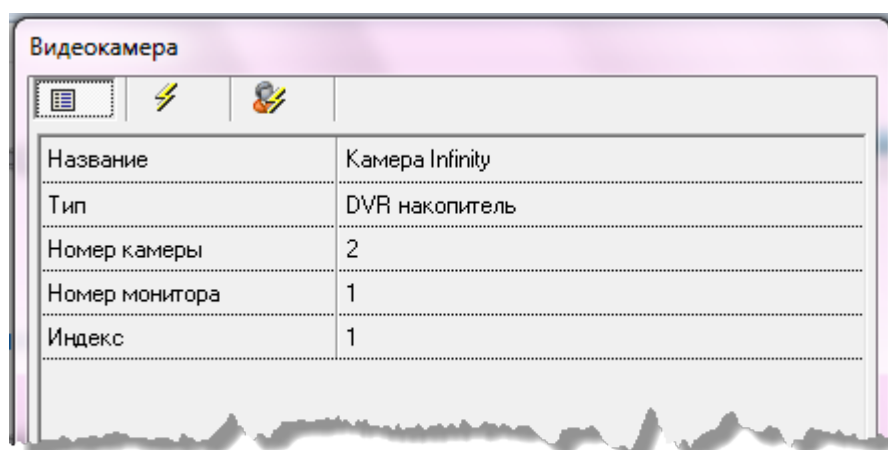 Видеокамера
Название Камера Infinity
Тип DVR накопитель
Номер камеры 2
Номер монитора 1
Индекс 1